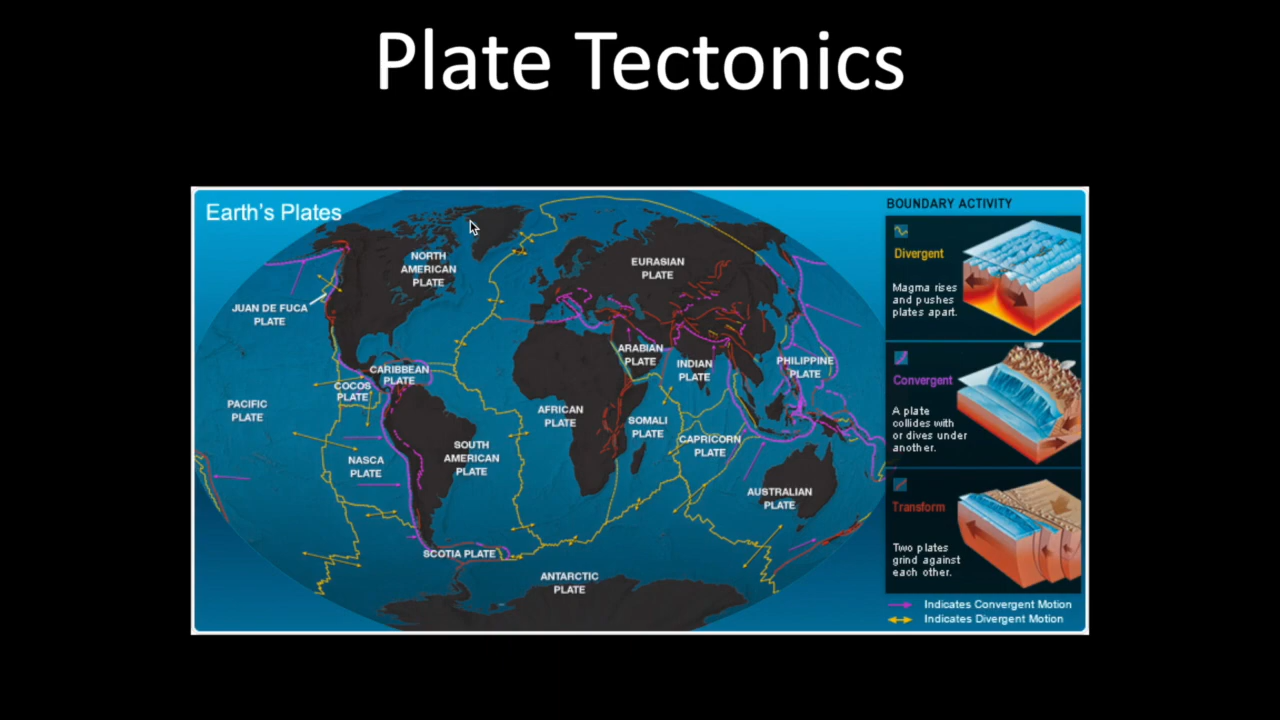 Plate Tectonics
Earth's Plates
NORTH
AMERICAN
PLATE
JUAN DE FUCA
PLATE
CARIBBEAN
PLATE
COCOS
PLATE
PACIFIC
PLATE
NASCA
PLATE
SOUTH
AMERICAN
PLATE
SCOTIA PLATE
EURASIAN
PLATE
ARABIAN
PLATE
INDIAN
PLATE
PHILIPPINE
PLATE
AFRICAN
PLATE
SOMALI
PLATE
CAPRICORN
PLATE
AUSTRALIAN
PLATE
ANTARCTIC
PLATE
BOUNDARY ACTIVITY
Divergent
Magma rises
and pushes
plates apart.
Convergent
A plate
collides with
or dives under
another.
Transform
Two plates
grind against
each other.
Indicates Convergent Motion
Indicates Divergent Motion